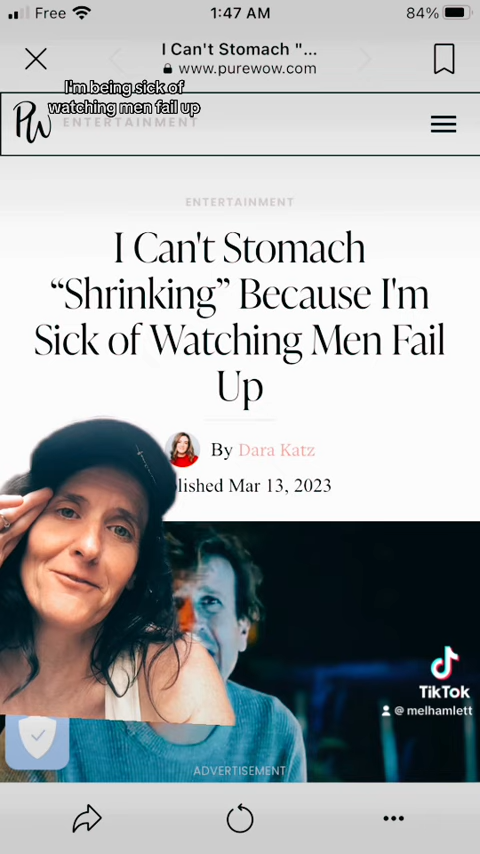 Free
1:47 AM
84%
I Can't Stomach "...
www.purewow.com
I'm being sick of
watching men fail up
PW
ENTERTAINMENT
ENTERTAINMENT
I Can't Stomach
“Shrinking” Because I'm
Sick of Watching Men Fail
Up
By Dara Katz
lished Mar 13, 2023
TikTok
@ melhamlett
ADVERTISEMENT